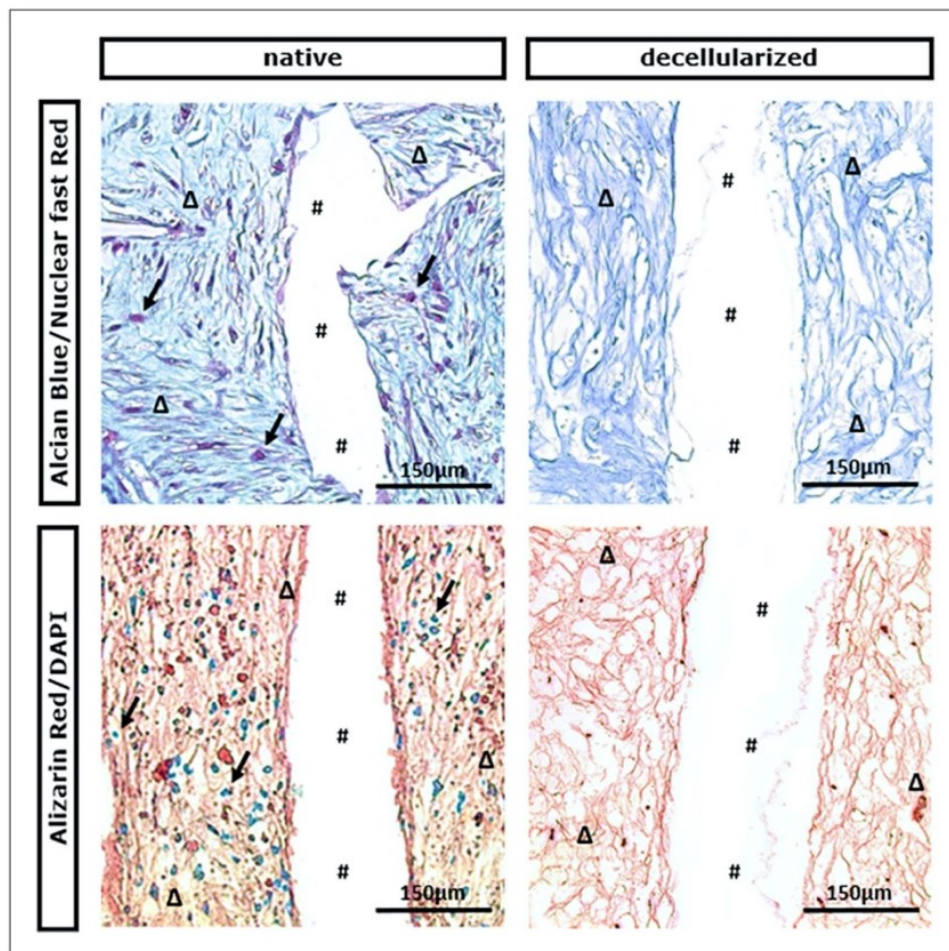 native
decellularized
Alcian Blue/Nuclear fast Red
Δ
Δ
#
#
Δ
#
150µm
#
Δ
Δ
#
Δ
#
150µm
Alizarin Red/DAPI
Δ
#
#
Δ
#
Δ
150µm
Δ
#
#
Δ
Δ
#
150µm